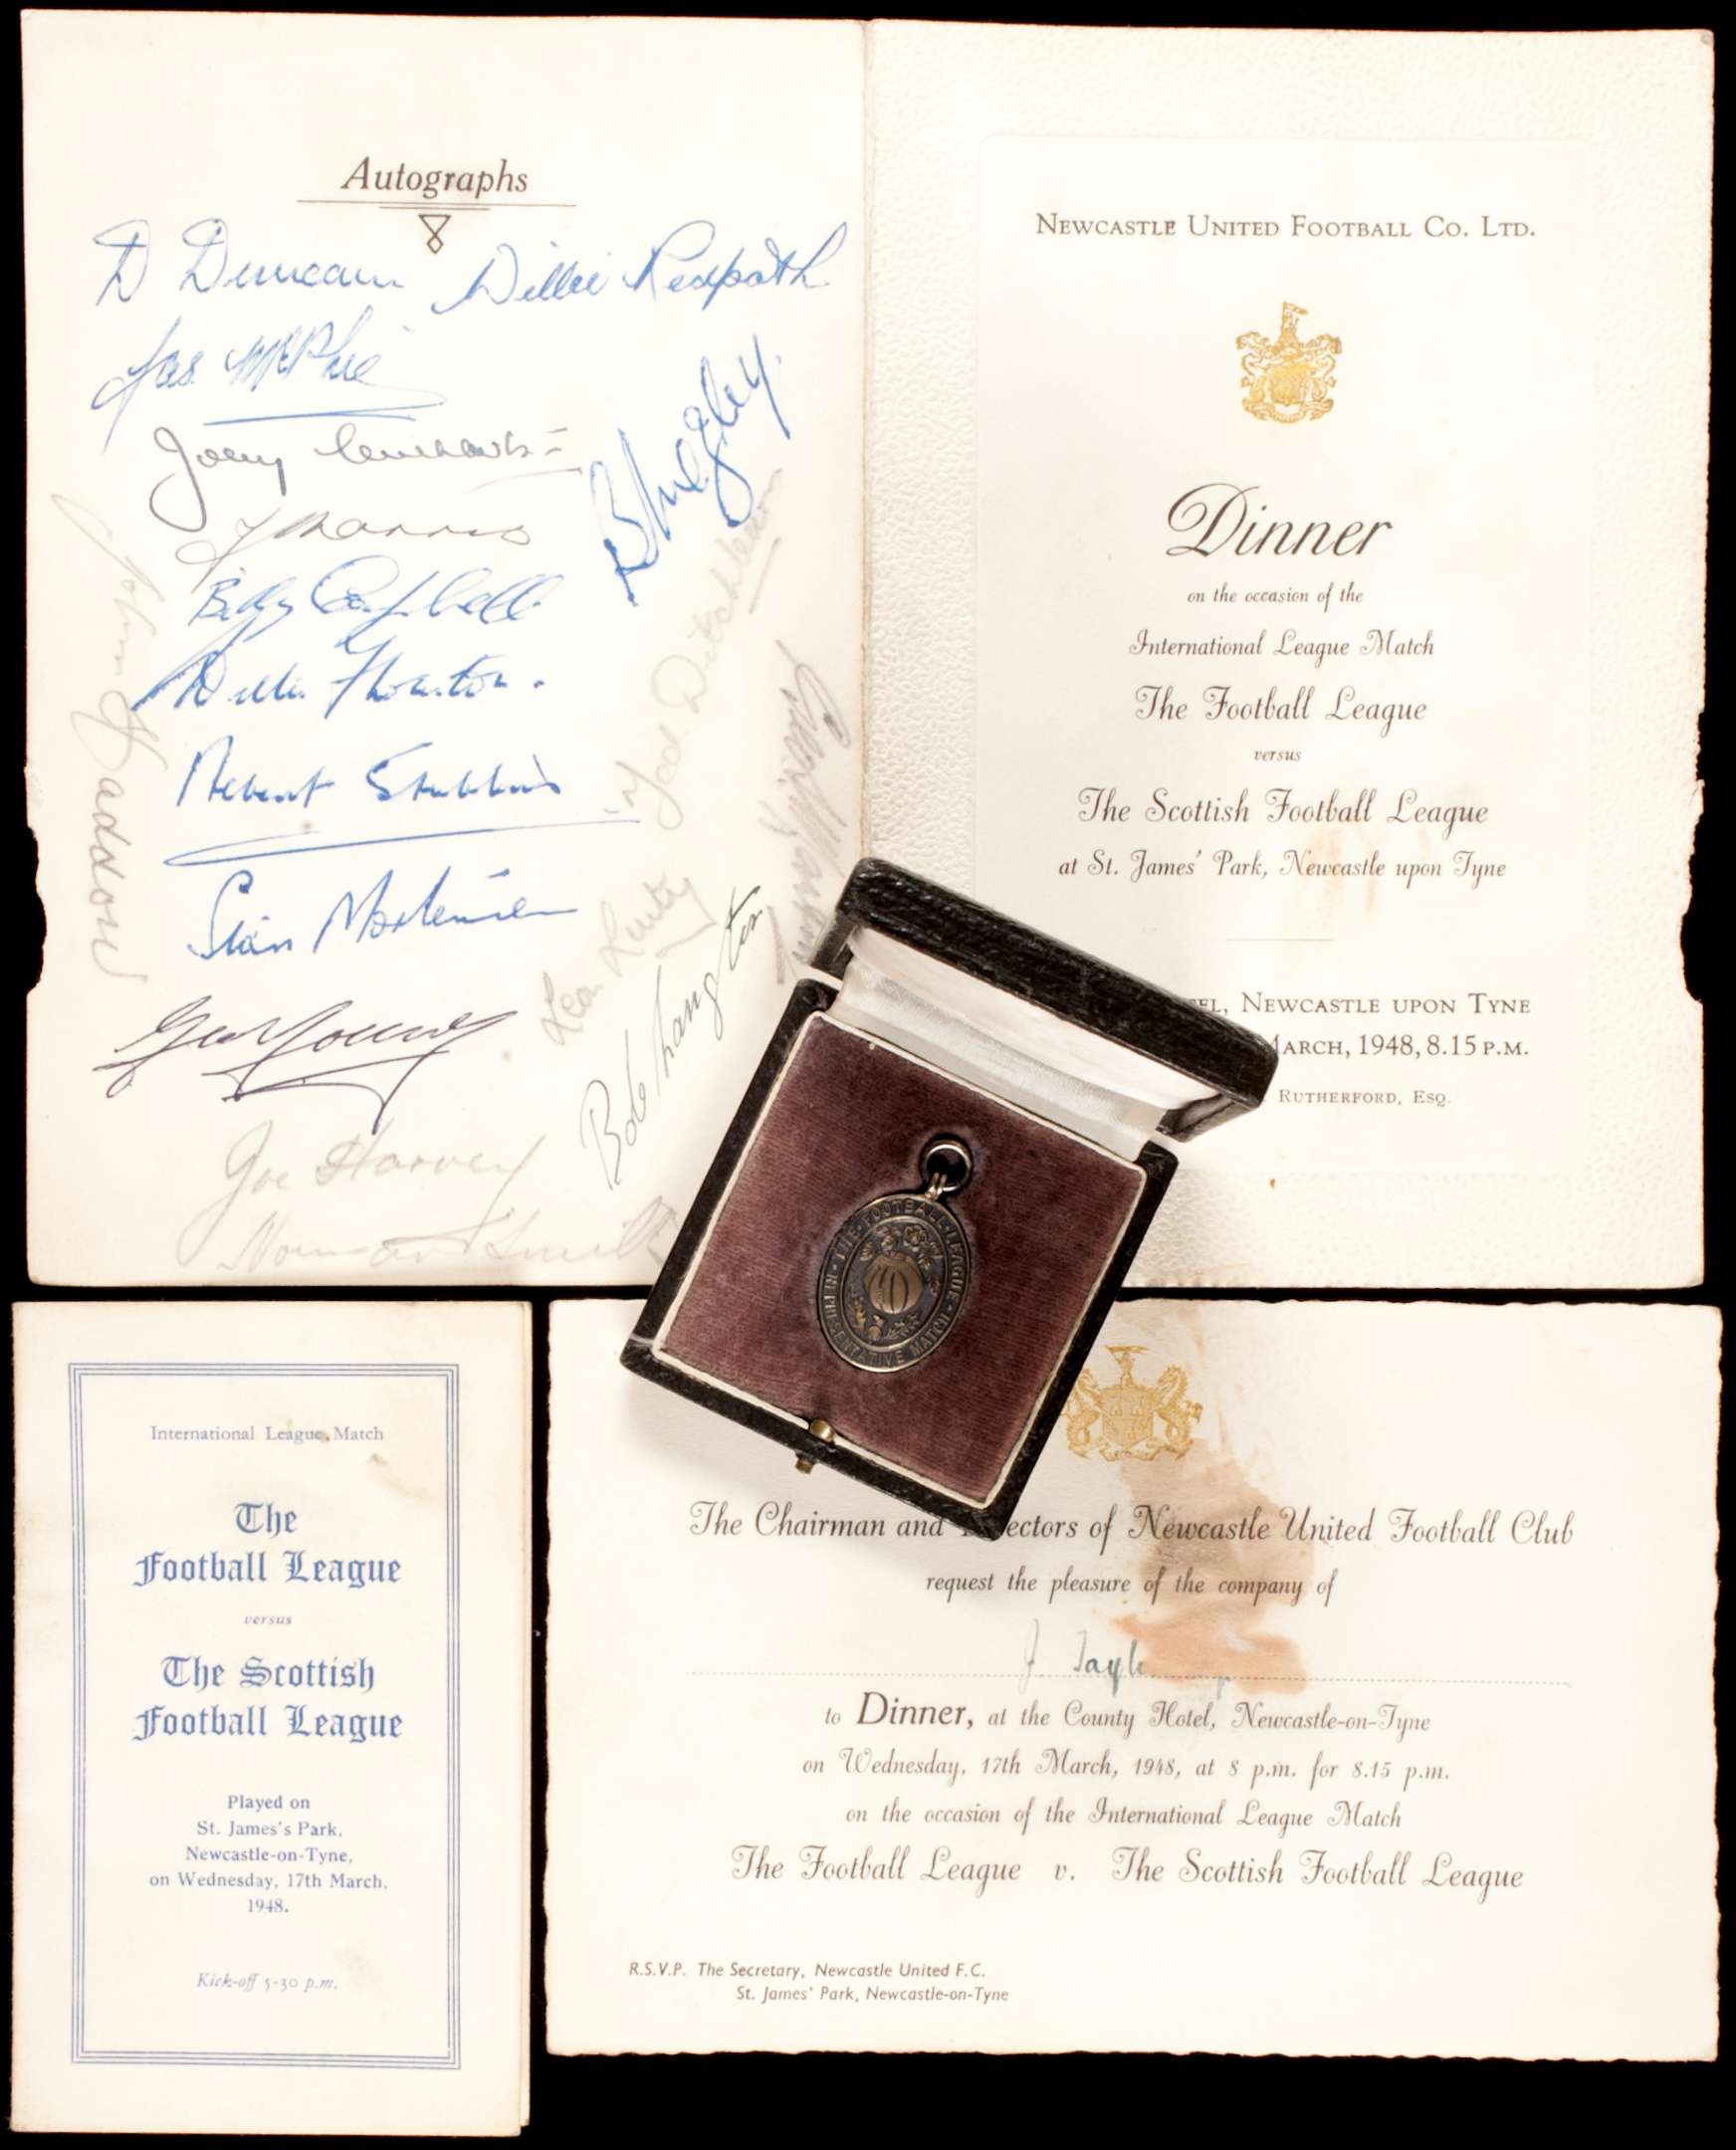 Autographs
D Duncan Willie Redpath
Jas McPhie
Joey
Billy Campbell
Willie Thornton.
Stubbins
Stan Mortensen
Geo Young
Joe Harvey
Norman Smith
John Haddow
Ted Ditchburn
Bob Langton
NEWCASTLE UNITED FOOTBALL CO. LTD.
Dinner
on the occasion of the
International League Match
The Football League
versus
The Scottish Football League
at St. James' Park, Newcastle upon Tyne
EL, NEWCASTLE UPON TYNE
MARCH, 1948, 8.15 P.M.
RUTHERFORD, ESQ.
THE FOOTBALL LEAGUE
REPRESENTATIVE MATCH
International League Match
The
Football League
versus
The Scottish
Football League
Played on
St. James's Park,
Newcastle-on-Tyne,
on Wednesday, 17th March,
1948.
Kick-off 5-30 p.m.
The Chairman and ectors of Newcastle United Football Club
request the pleasure of the company of
J
to Dinner, at the County Hotel, Newcastle-on-Tyne
on Wednesday, 17th March, 1948, at 8 p.m. for 8.15 p.m.
on the occasion of the International League Match
The Football League v. The Scottish Football League
R.S.V.P. The Secretary, Newcastle United F.C.
St. James' Park, Newcastle-on-Tyne